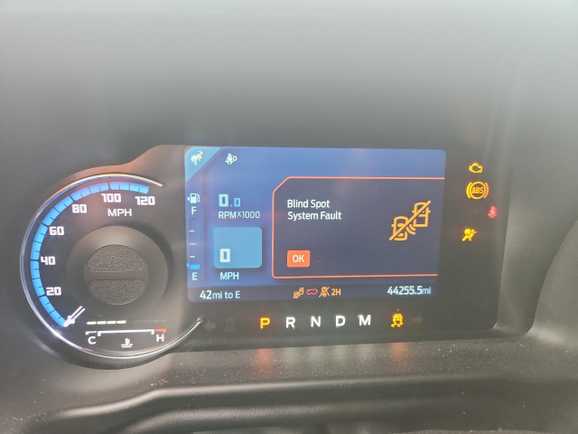 100
80
120
MPH
60
40
20
C
H
F
E
0.0
RPM×1000
0
MPH
42mi to E
Blind Spot
System Fault
OK
2H
44255.5mi
P R N D M
ABS